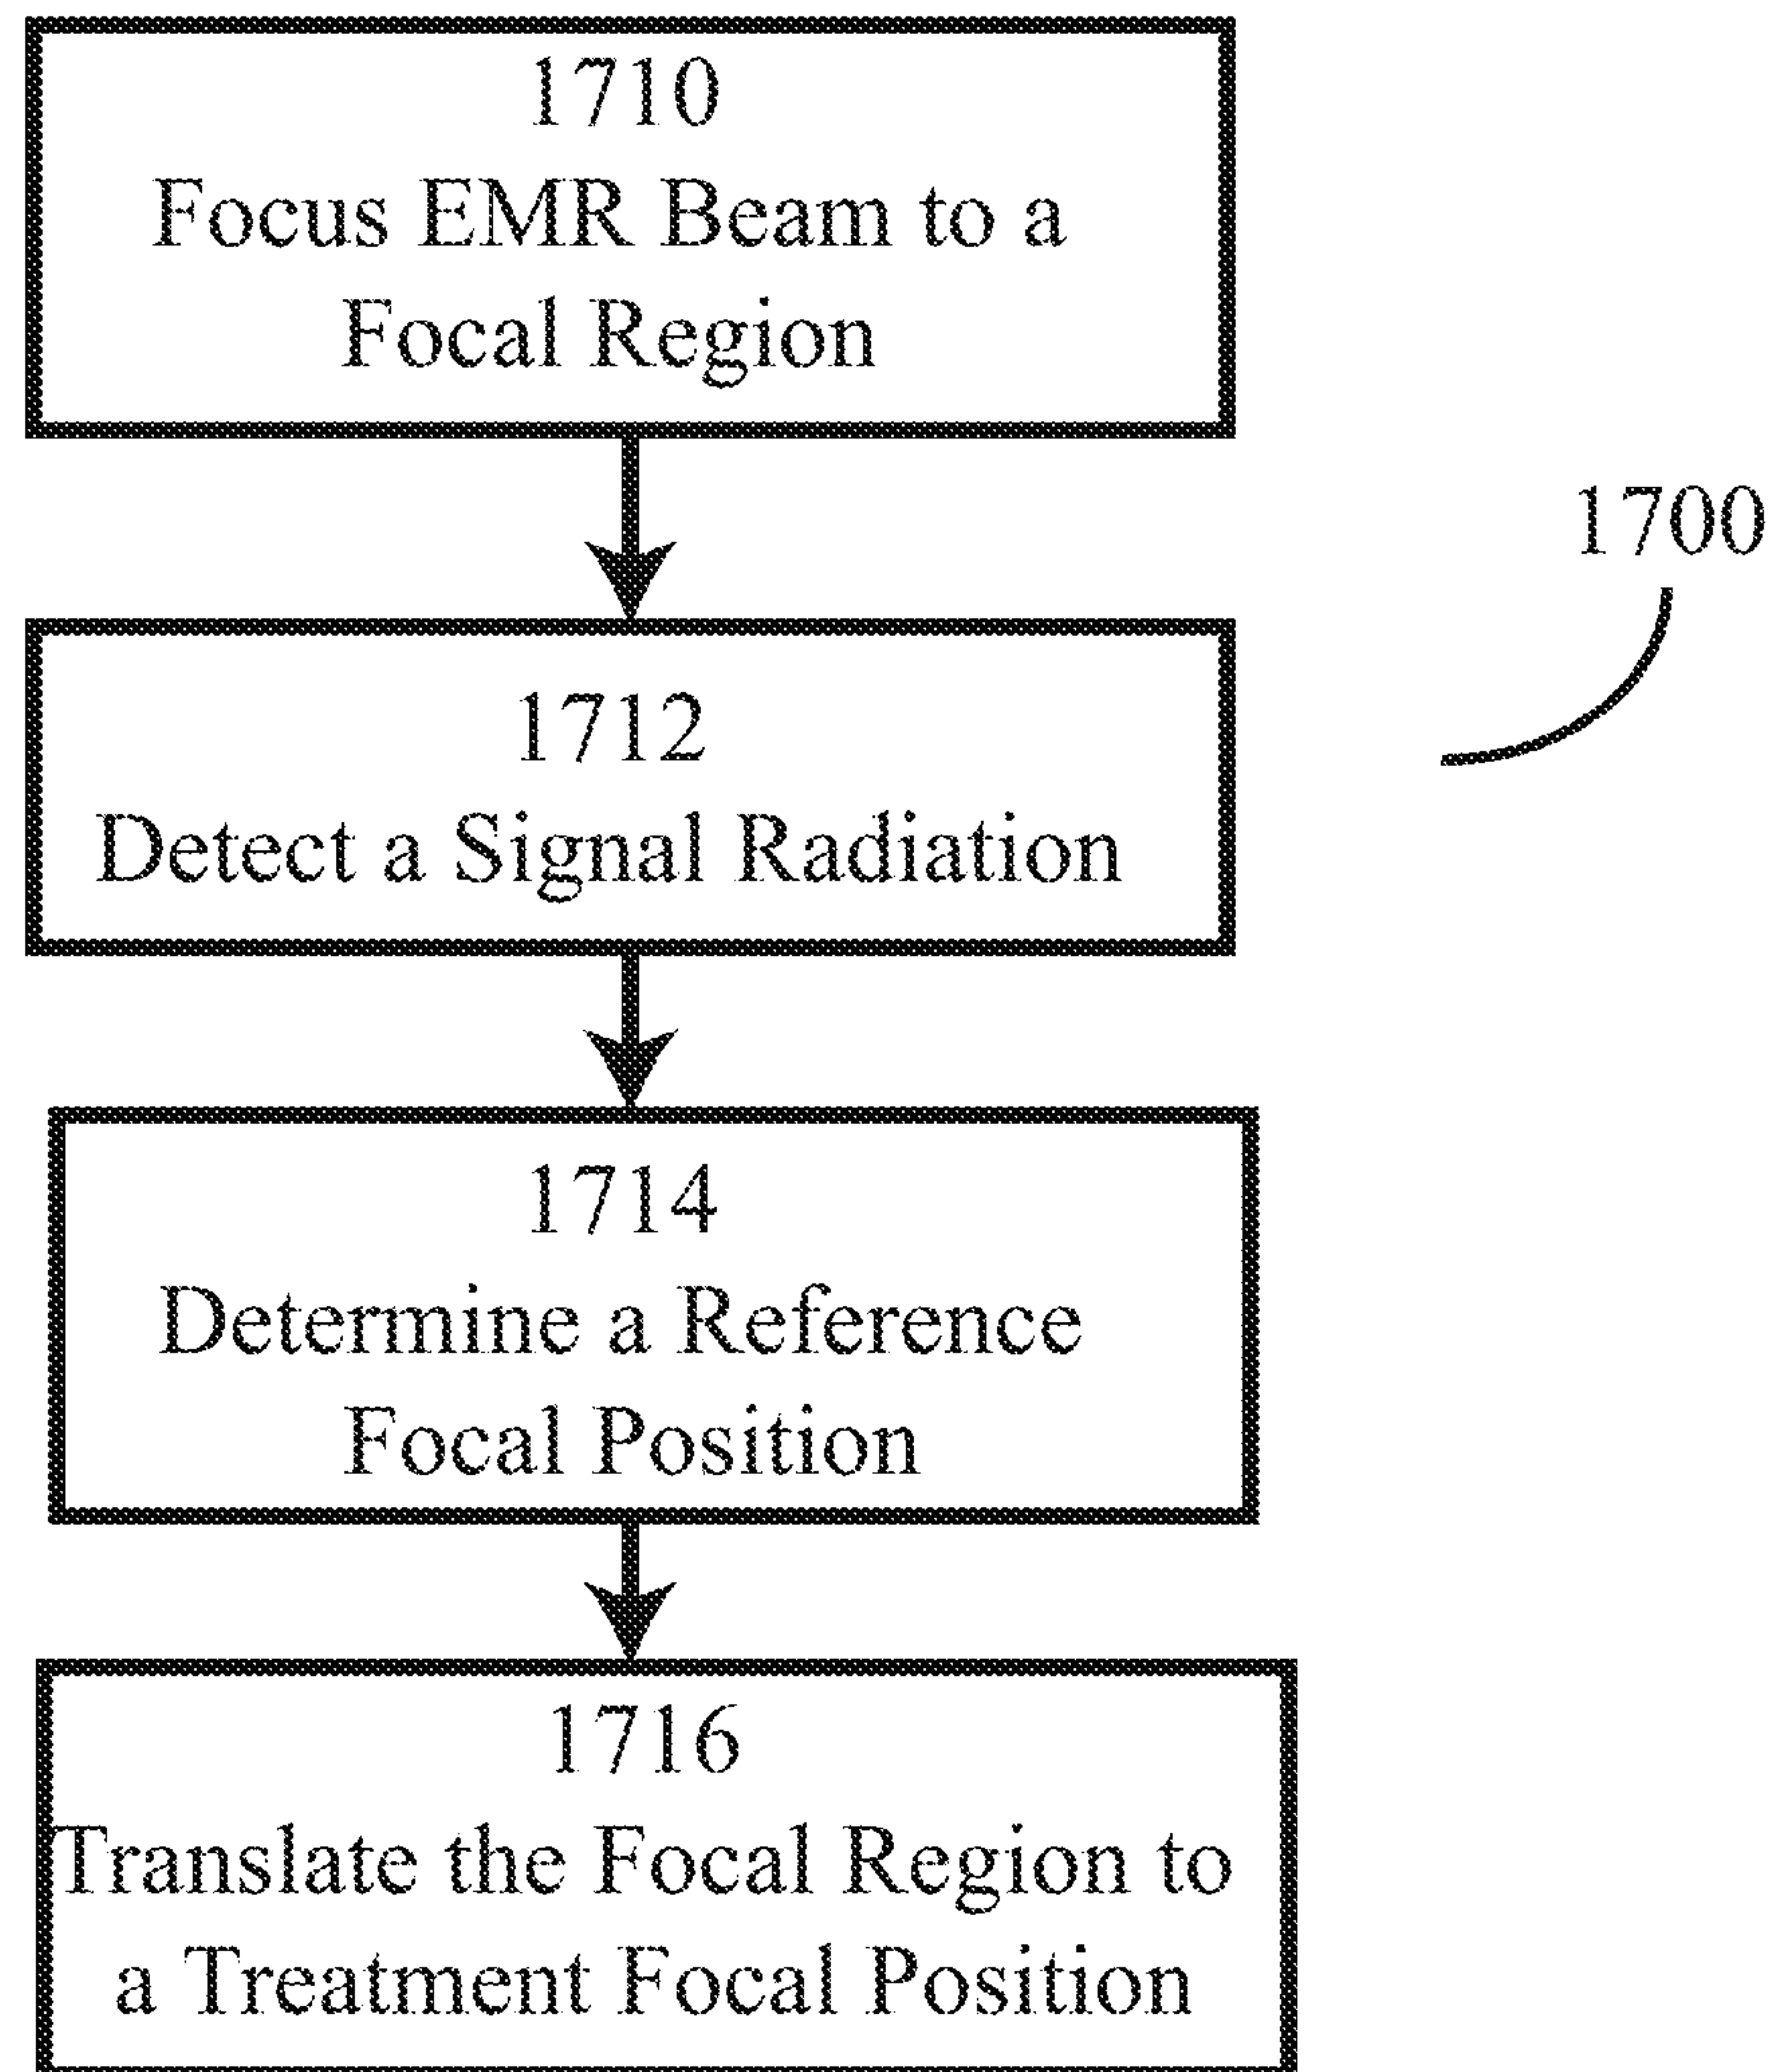 1710
Focus EMR Beam to a
Focal Region
1700
1712
Detect a Signal Radiation
1714
Determine a Reference
Focal Position
1716
Translate the Focal Region to
a Treatment Focal Position